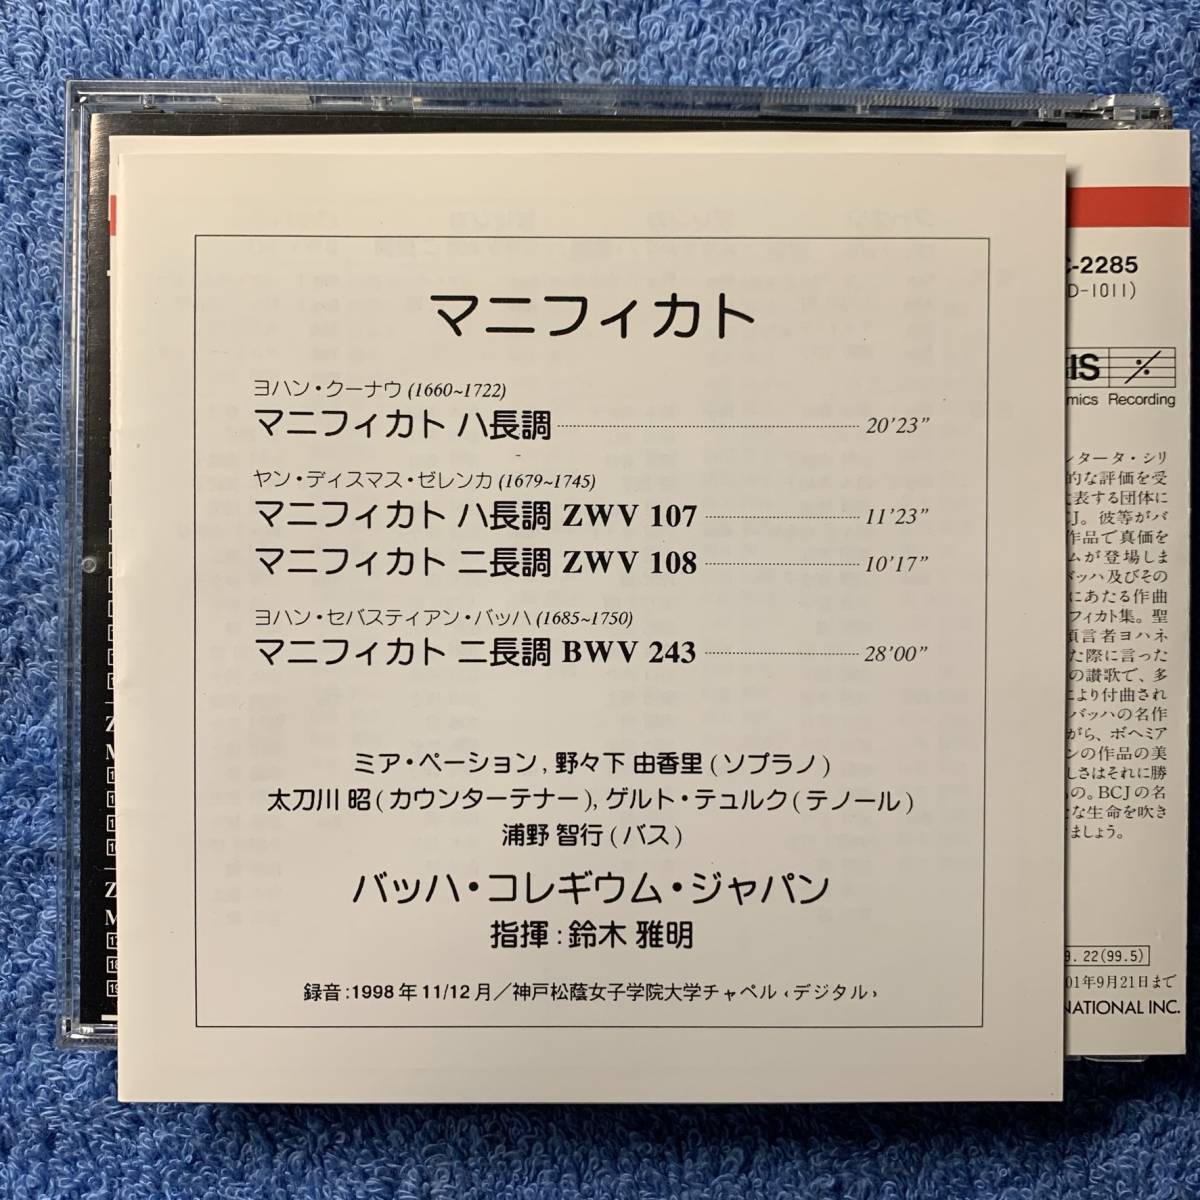 マニフィカト
ヨハン・クーナウ (1660~1722)
マニフィカト ハ長調 20'23"
ヤン・ディスマス・ゼレンカ (1679~1745)
マニフィカト ハ長調 ZWV 107 11'23"
マニフィカト ニ長調 ZWV 108 10'17"
ヨハン・セバスティアン・バッハ (1685~1750)
マニフィカト ニ長調 BWV 243 28'00"
ミア・ペーション, 野々下 由香里 (ソプラノ)
太刀川 昭 (カウンターテナー), ゲルト・テュルク (テノール)
浦野 智行 (バス)
バッハ・コレギウム・ジャパン
指揮 : 鈴木 雅明
録音 : 1998年11/12月／神戸松蔭女子学院大学チャペル〈デジタル〉
-2285
D-1011)
IS
mics Recording
ンタータ・シリ
的な評価を受
表する団体に
CJ。彼等がバ
作品で真価を
ムが登場しま
バッハ及びその
にあたる作曲
フィカト集。聖
預言者ヨハネ
た際に言った
の讃歌で、多
により付曲され
バッハの名作
がら、ボヘミア
ンの作品の美
しさはそれに勝
の。BCJの名
な生命を吹き
ましょう。
9. 22(99.5)
01年9月21日まで
NATIONAL INC.
Z
M
Z
M